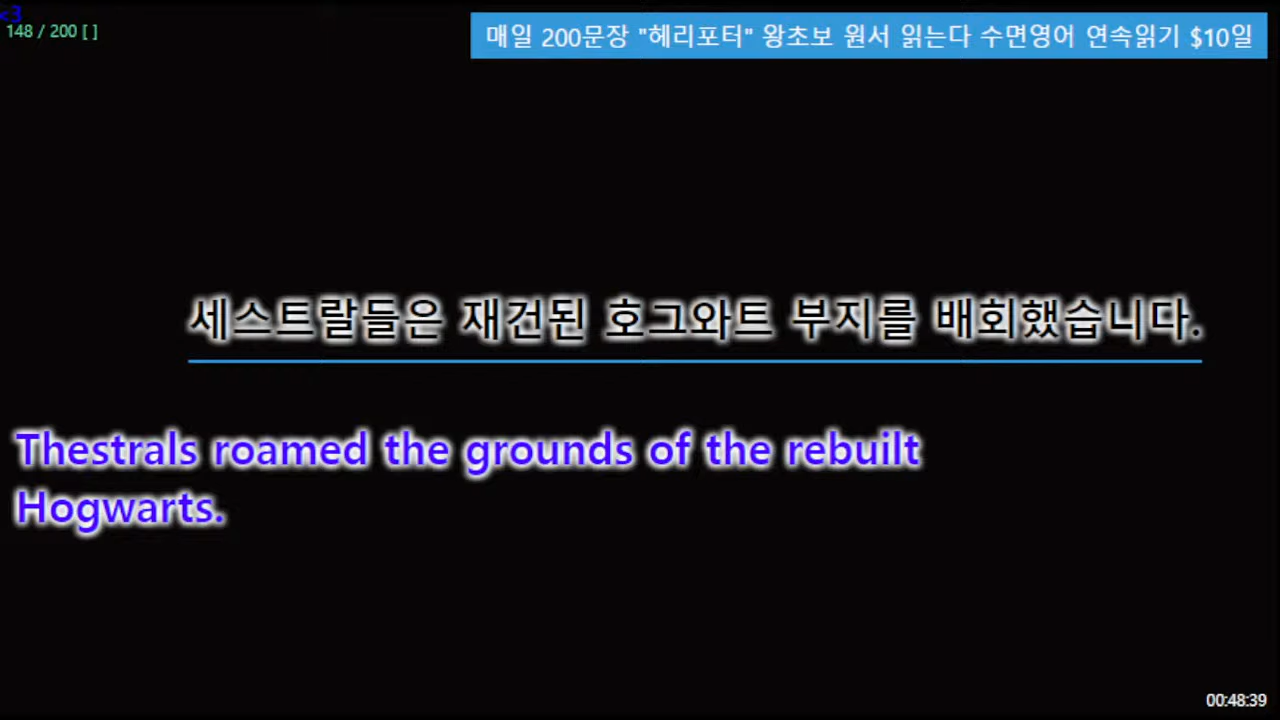 <3
148 / 200 [ ]
매일 200문장 "헤리포터" 왕초보 원서 읽는다 수면영어 연속읽기 $10일
세스트랄들은 재건된 호그와트 부지를 배회했습니다.
Thestrals roamed the grounds of the rebuilt
Hogwarts.
00:48:39